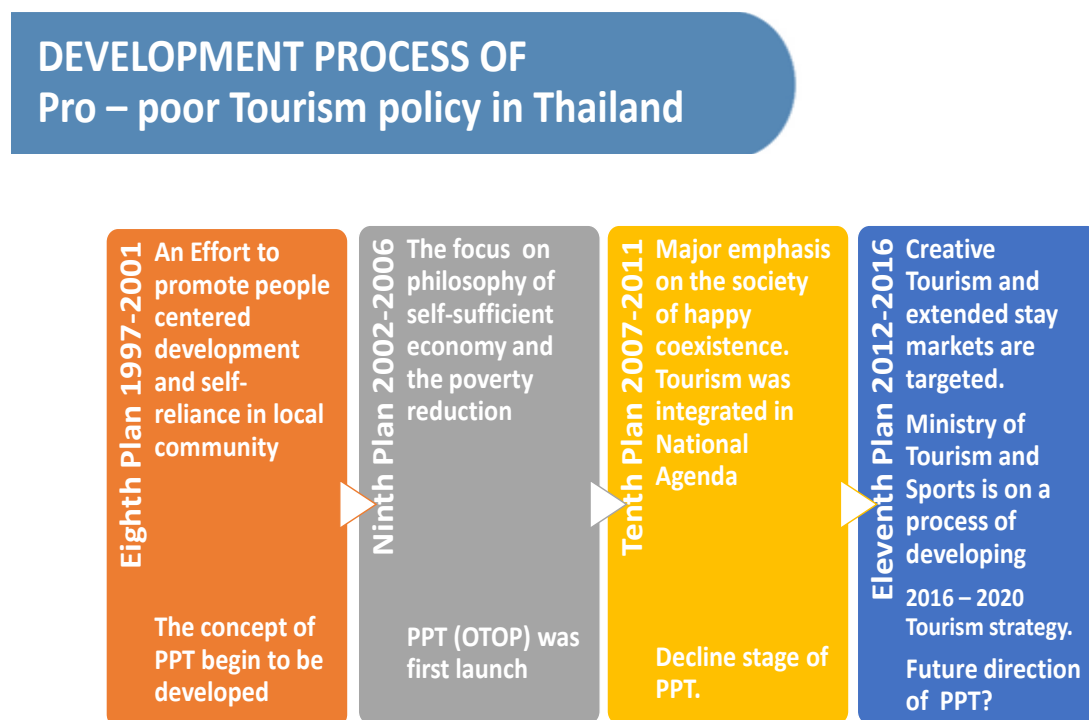 DEVELOPMENT PROCESS OF
Pro – poor Tourism policy in Thailand
Eighth Plan 1997-2001
An Effort to
promote people
centered
development
and self-
reliance in local
community
The concept of
PPT begin to be
developed
Ninth Plan 2002-2006
The focus on
philosophy of
self-sufficient
economy and
the poverty
reduction
PPT (OTOP) was
first launch
Tenth Plan 2007-2011
Major emphasis
on the society
of happy
coexistence.
Tourism was
integrated in
National
Agenda
Decline stage of
PPT.
Eleventh Plan 2012-2016
Creative
Tourism and
extended stay
markets are
targeted.
Ministry of
Tourism and
Sports is on a
process of
developing
2016 – 2020
Tourism strategy.
Future direction
of PPT?